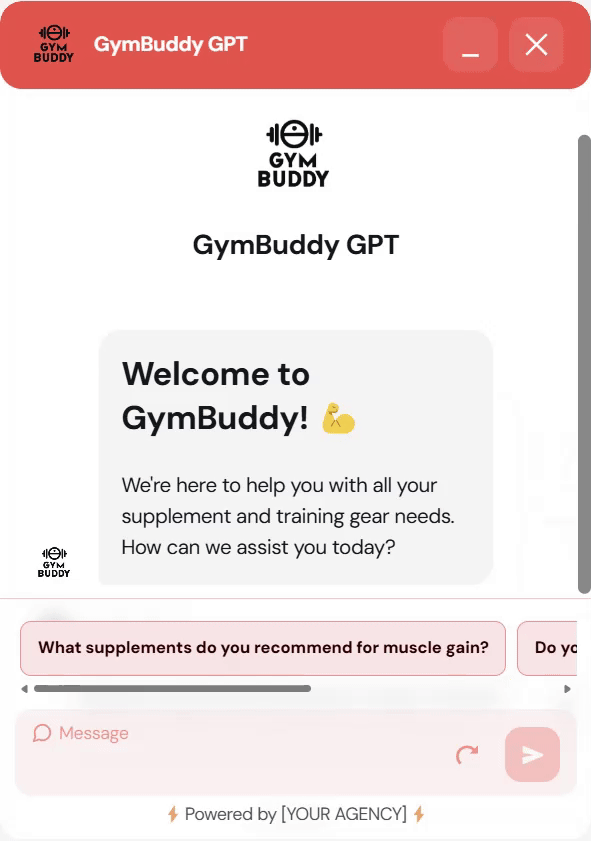 GYM
BUDDY
GymBuddy GPT
GYM
BUDDY
GymBuddy GPT
Welcome to
GymBuddy! 💪
We're here to help you with all your
supplement and training gear needs.
How can we assist you today?
GYM
BUDDY
What supplements do you recommend for muscle gain?
Do yo
Message
⚡ Powered by [YOUR AGENCY] ⚡